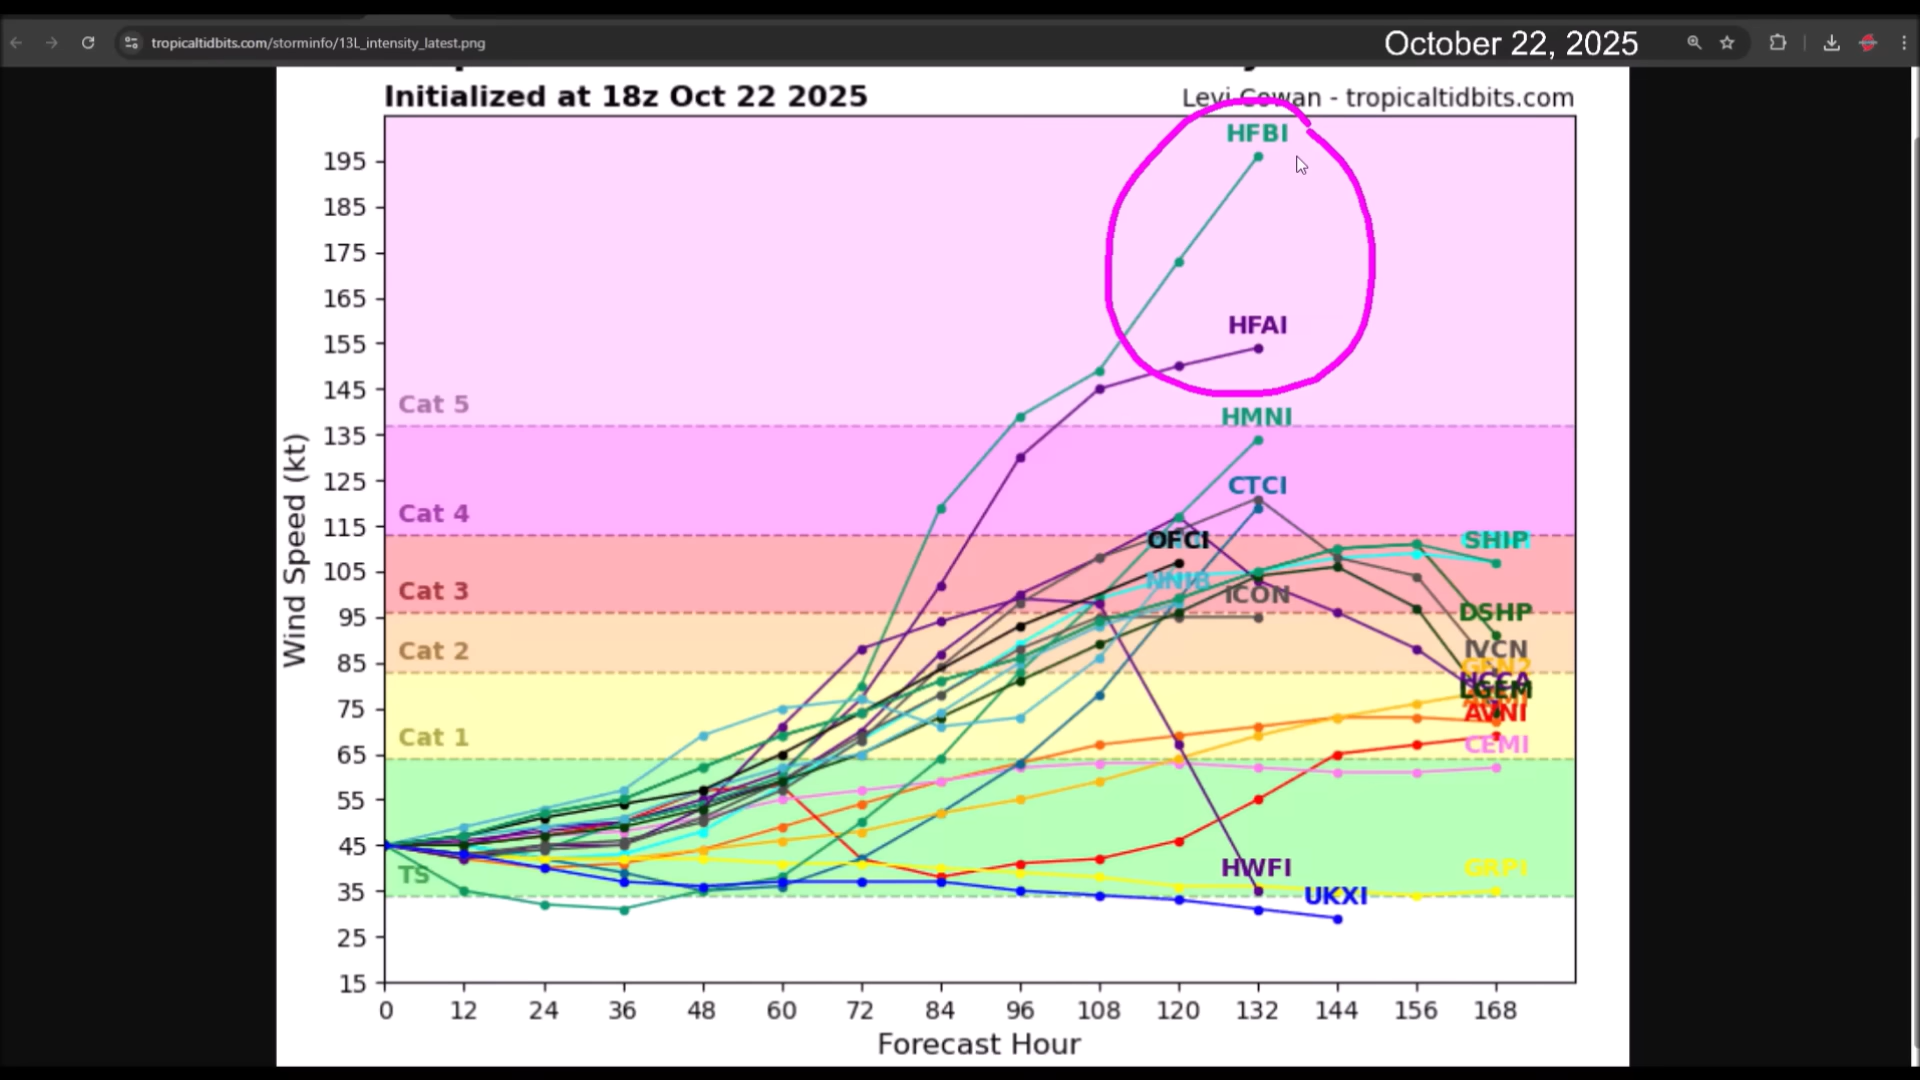 tropicaltidbits.com/storminfo/13L_intensity_latest.png
October 22, 2025
Initialized at 18z Oct 22 2025
Levi Cowan - tropicaltidbits.com
HFBI
195
185
175
165
HFAI
155
145
Cat 5
HMNI
135
CTCI
125
Cat 4
115
OFCI
SHIP
105
NNIB
ICON
Cat 3
95
DSHP
Cat 2
IVCN
85
GEN2
HCCA
LGEM
75
AVNI
Cat 1
CEMI
65
55
45
HWFI
GRPI
TS
35
UKXI
25
15
Wind Speed (kt)
0 12 24 36 48 60 72 84 96 108 120 132 144 156 168
Forecast Hour